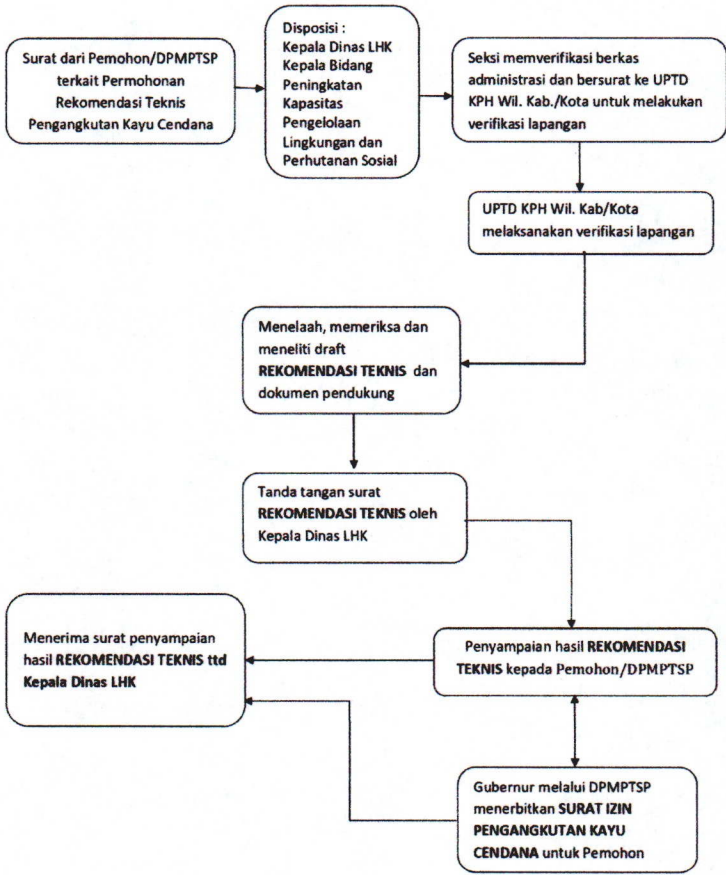 Surat dari Pemohon/DPMPTSP
terkait Permohonan
Rekomendasi Teknis
Pengangkutan Kayu Cendana
Disposisi :
Kepala Dinas LHK
Kepala Bidang
Peningkatan
Kapasitas
Pengelolaan
Lingkungan dan
Perhutanan Sosial
Seksi memverifikasi berkas
administrasi dan bersurat ke UPTD
KPH Wil. Kab./Kota untuk melakukan
verifikasi lapangan
UPTD KPH Wil. Kab/Kota
melaksanakan verifikasi lapangan
Menelaah, memeriksa dan
meneliti draft
REKOMENDASI TEKNIS dan
dokumen pendukung
Tanda tangan surat
REKOMENDASI TEKNIS oleh
Kepala Dinas LHK
Menerima surat penyampaian
hasil REKOMENDASI TEKNIS ttd
Kepala Dinas LHK
Penyampaian hasil REKOMENDASI
TEKNIS kepada Pemohon/DPMPTSP
Gubernur melalui DPMPTSP
menerbitkan SURAT IZIN
PENGANGKUTAN KAYU
CENDANA untuk Pemohon